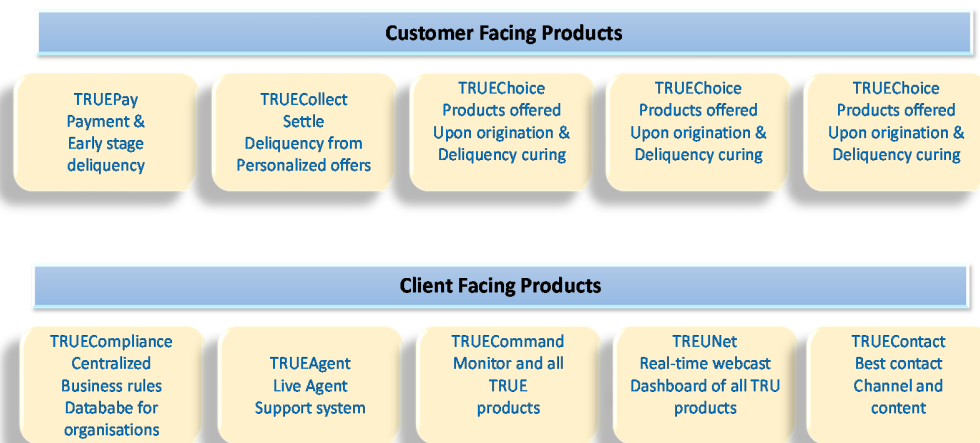 Customer Facing Products
TRUEPay
Payment &
Early stage
deliquency
TRUECollect
Settle
Deliquency from
Personalized offers
TRUEChoice
Products offered
Upon origination &
Deliquency curing
TRUEChoice
Products offered
Upon origination &
Deliquency curing
TRUEChoice
Products offered
Upon origination &
Deliquency curing
Client Facing Products
TRUECompliance
Centralized
Business rules
Datababe for
organisations
TRUEAgent
Live Agent
Support system
TRUECommand
Monitor and all
TRUE
products
TREUNet
Real-time webcast
Dashboard of all TRU
products
TRUEContact
Best contact
Channel and
content